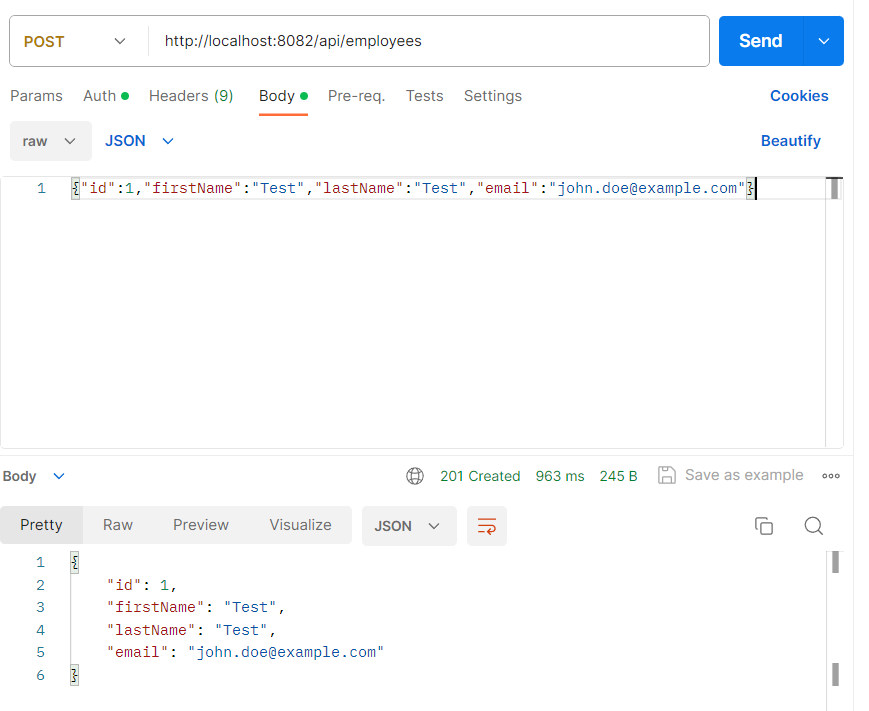 POST http://localhost:8082/api/employees Send
Params Auth Headers (9) Body Pre-req. Tests Settings Cookies
raw JSON Beautify
1 {"id":1,"firstName":"Test","lastName":"Test","email":"john.doe@example.com"}
Body 201 Created 963 ms 245 B Save as example
Pretty Raw Preview Visualize JSON
1 {
2 "id": 1,
3 "firstName": "Test",
4 "lastName": "Test",
5 "email": "john.doe@example.com"
6 }